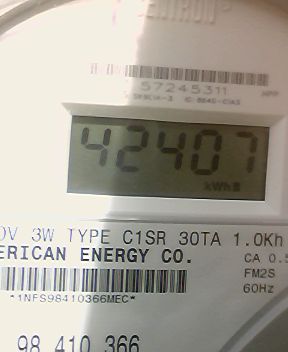 CENTRON
57245311
42407
kWh
0V 3W TYPE C1SR 30TA 1.0Kh
ERICAN ENERGY CO.
CA 0.5
FM2S
*1NFS98410366MEC*
60Hz
98 410 366